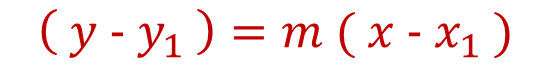 ( y - y₁ ) = m ( x - x₁ )